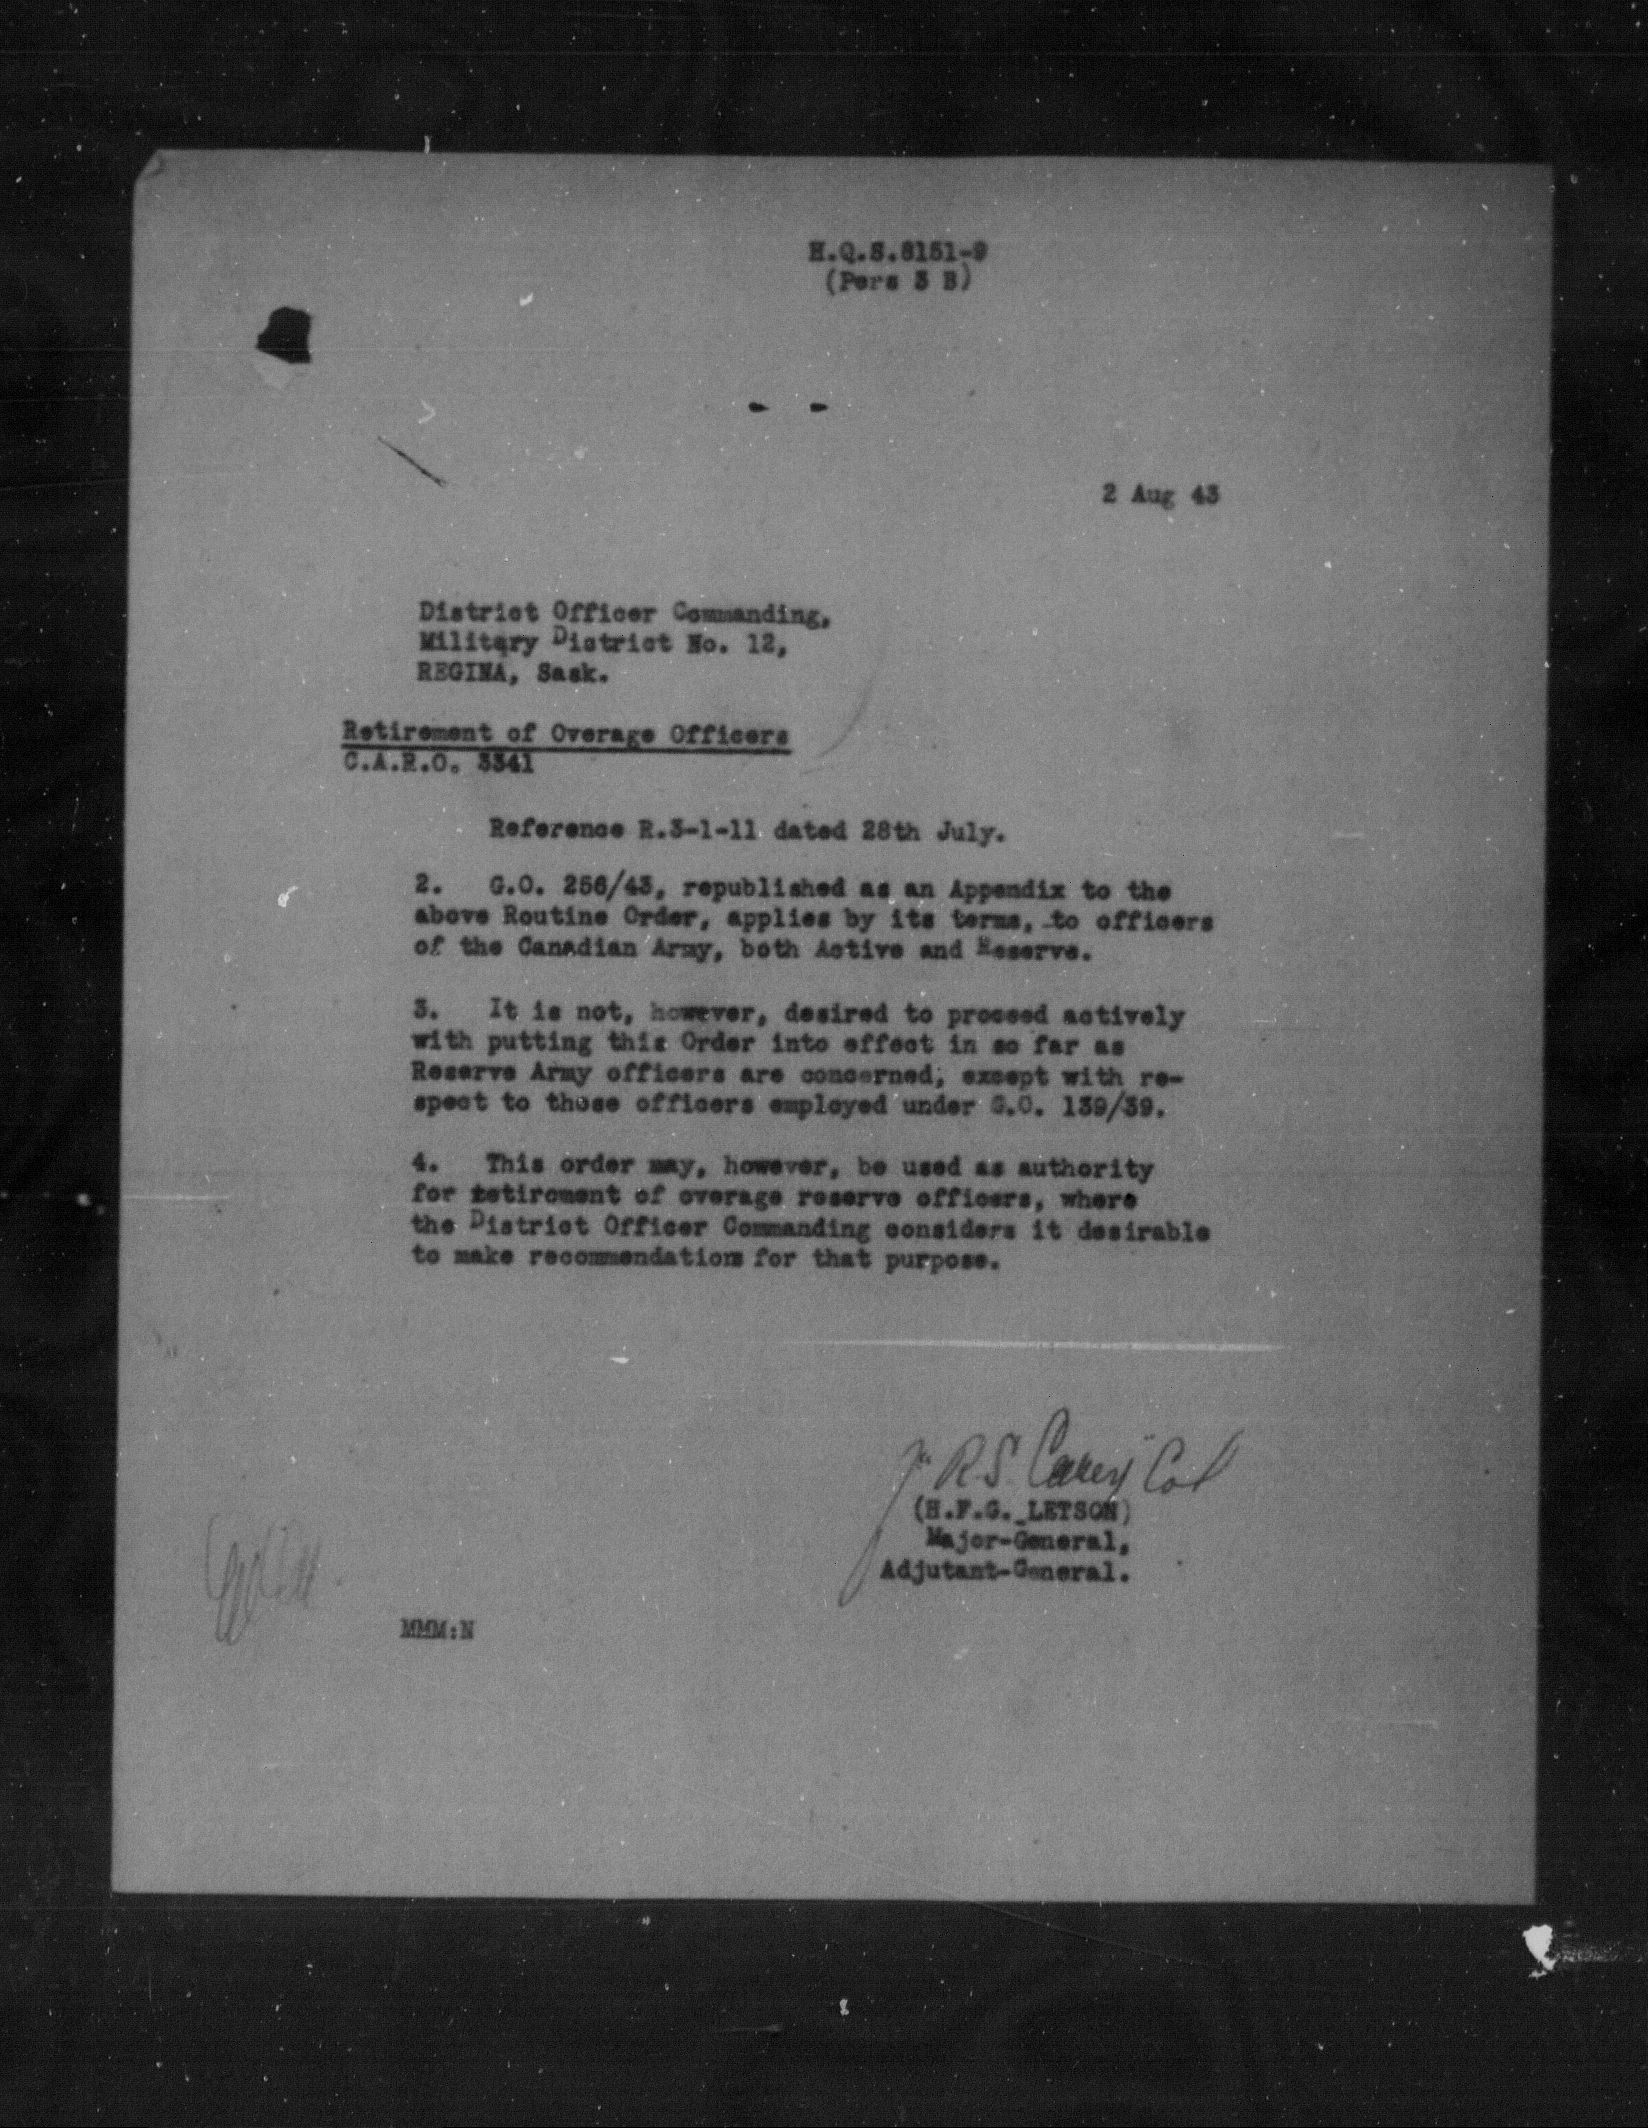 H.Q.S.8151-9
(Pers 3 B)
2 Aug 43
District Officer Commanding,
Military District No. 12,
REGINA, Sask.
Retirement of Overage Officers
C.A.R.O. 3341
Reference R.3-1-11 dated 28th July.
2. G.O. 256/43, republished as an Appendix to the
above Routine Order, applies by its terms, to officers
of the Canadian Army, both Active and Reserve.
3. It is not, however, desired to proceed actively
with putting this Order into effect in so far as
Reserve Army officers are concerned, except with re-
spect to those officers employed under G.O. 139/39.
4. This order may, however, be used as authority
for retirement of overage reserve officers, where
the District Officer Commanding considers it desirable
to make recommendations for that purpose.
R.S. Carey Col
(H.F.G. LETSON)
Major-General,
Adjutant-General.
MMM:N